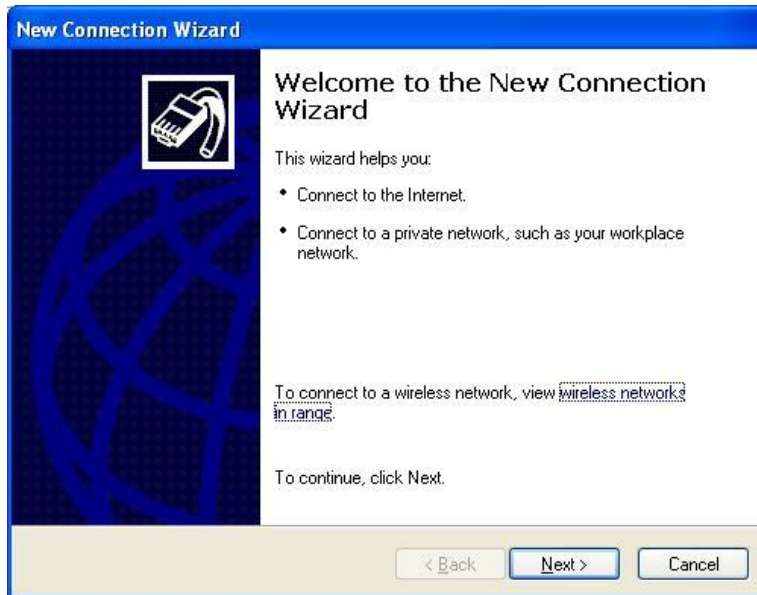 New Connection Wizard
Welcome to the New Connection
Wizard
This wizard helps you:
• Connect to the Internet.
• Connect to a private network, such as your workplace
network.
To connect to a wireless network, view wireless networks
in range.
To continue, click Next.
< Back
Next >
Cancel